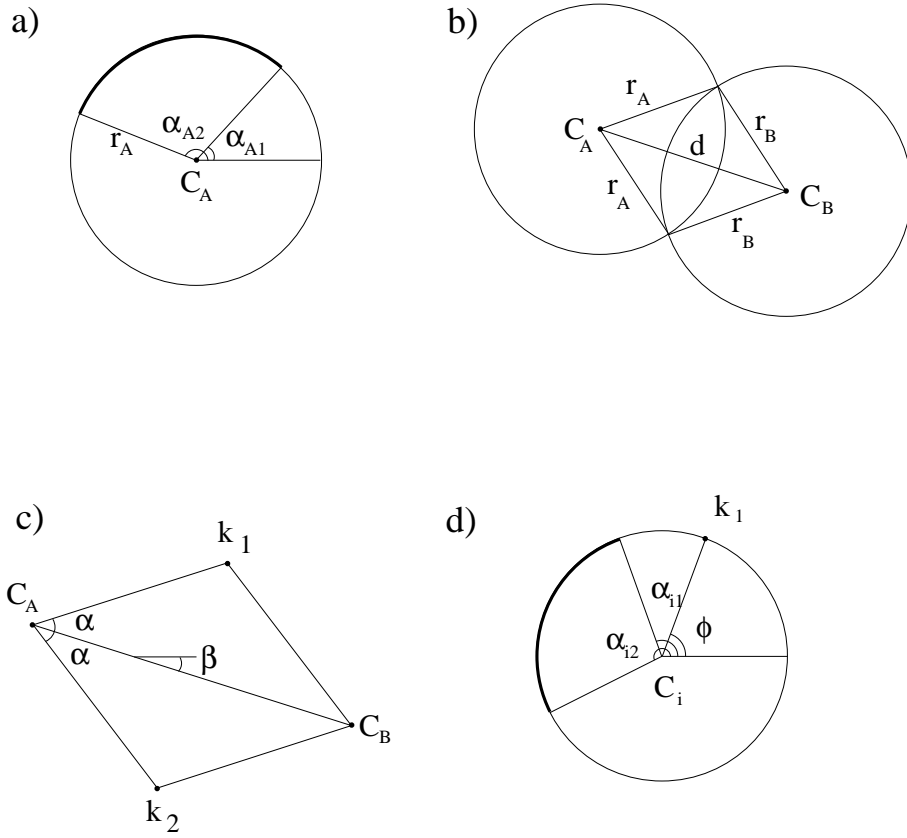 a)
α_A2
α_A1
r_A
C_A
b)
r_A
r_B
C_A
d
r_A
C_B
r_B
c)
k_1
C_A
α
α
β
C_B
k_2
d)
k_1
α_i1
ϕ
α_i2
C_i